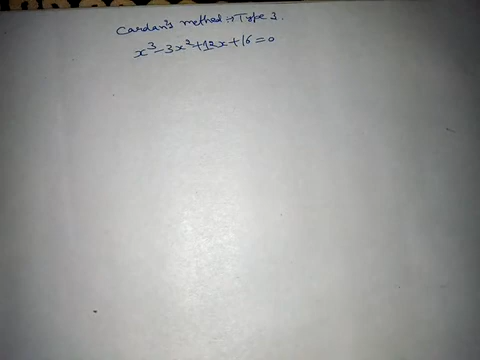 Cardan's method :→ Type 3.
x³-3x²+12x+16=0